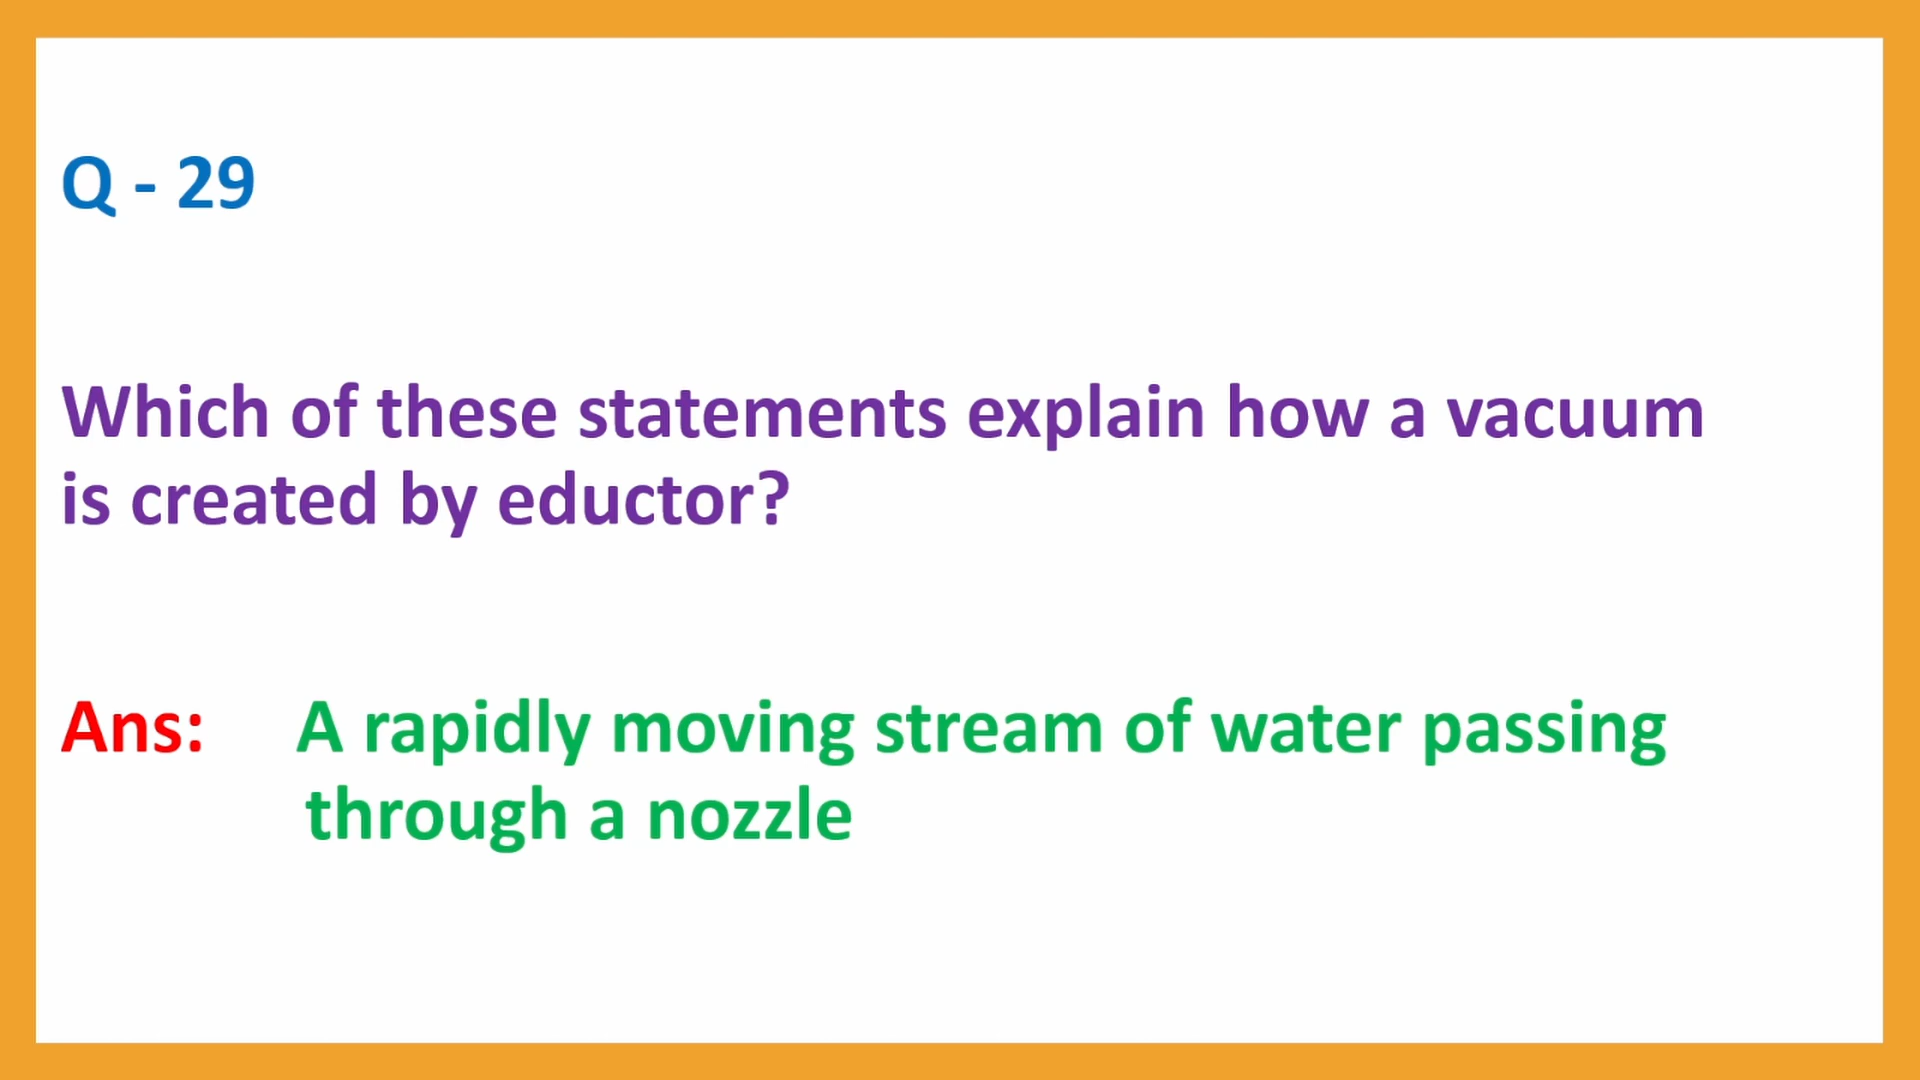 Q - 29
Which of these statements explain how a vacuum
is created by eductor?
Ans: A rapidly moving stream of water passing
through a nozzle